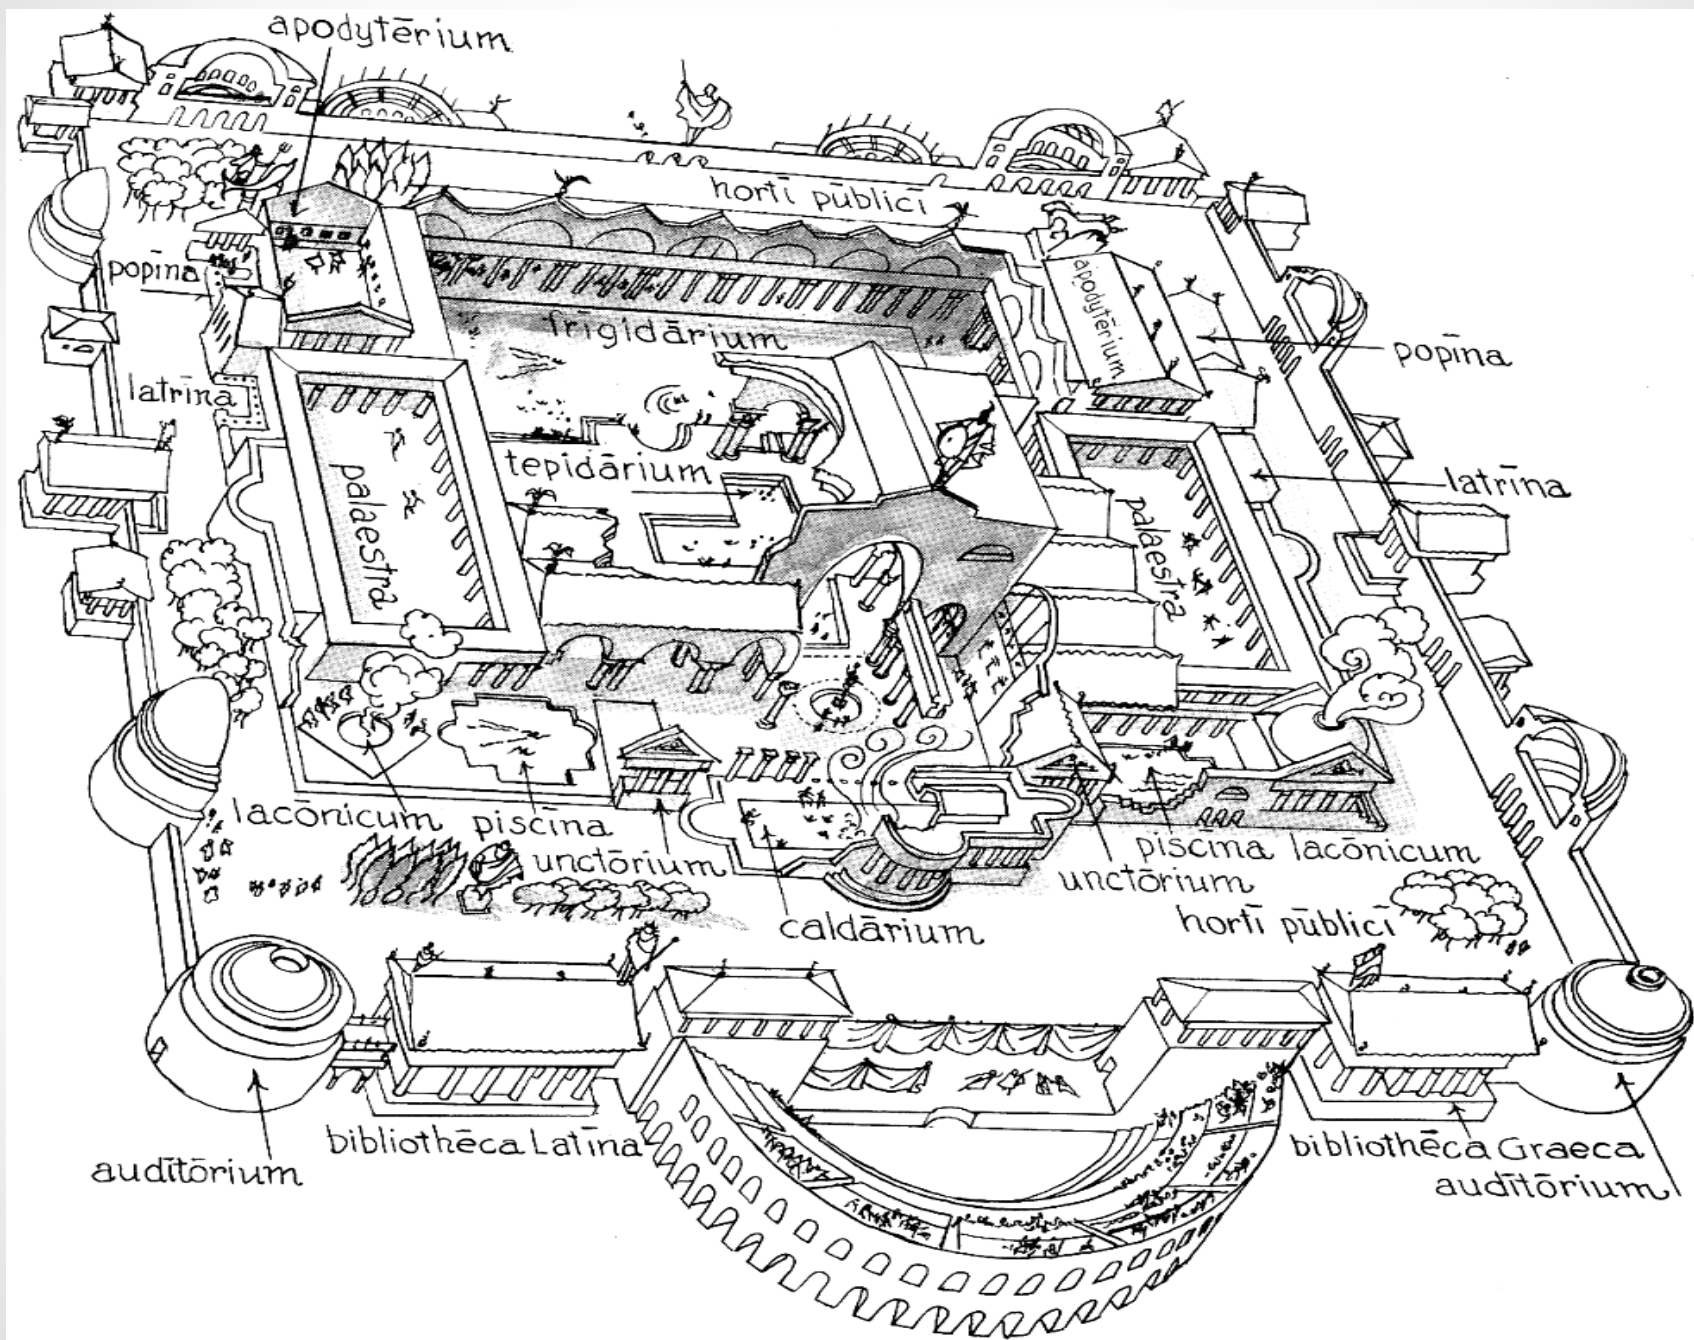 apodytērium
hortī pūblicī
popīna
apodytērium
frīgidārium
popīna
latrīna
tepidārium
latrīna
palaestra
palaestra
lacōnicum
piscīna
unctōrium
piscīna
lacōnicum
unctōrium
caldārium
hortī pūblicī
bibliothēca Latīna
bibliothēca Graeca
audītōrium
audītōrium